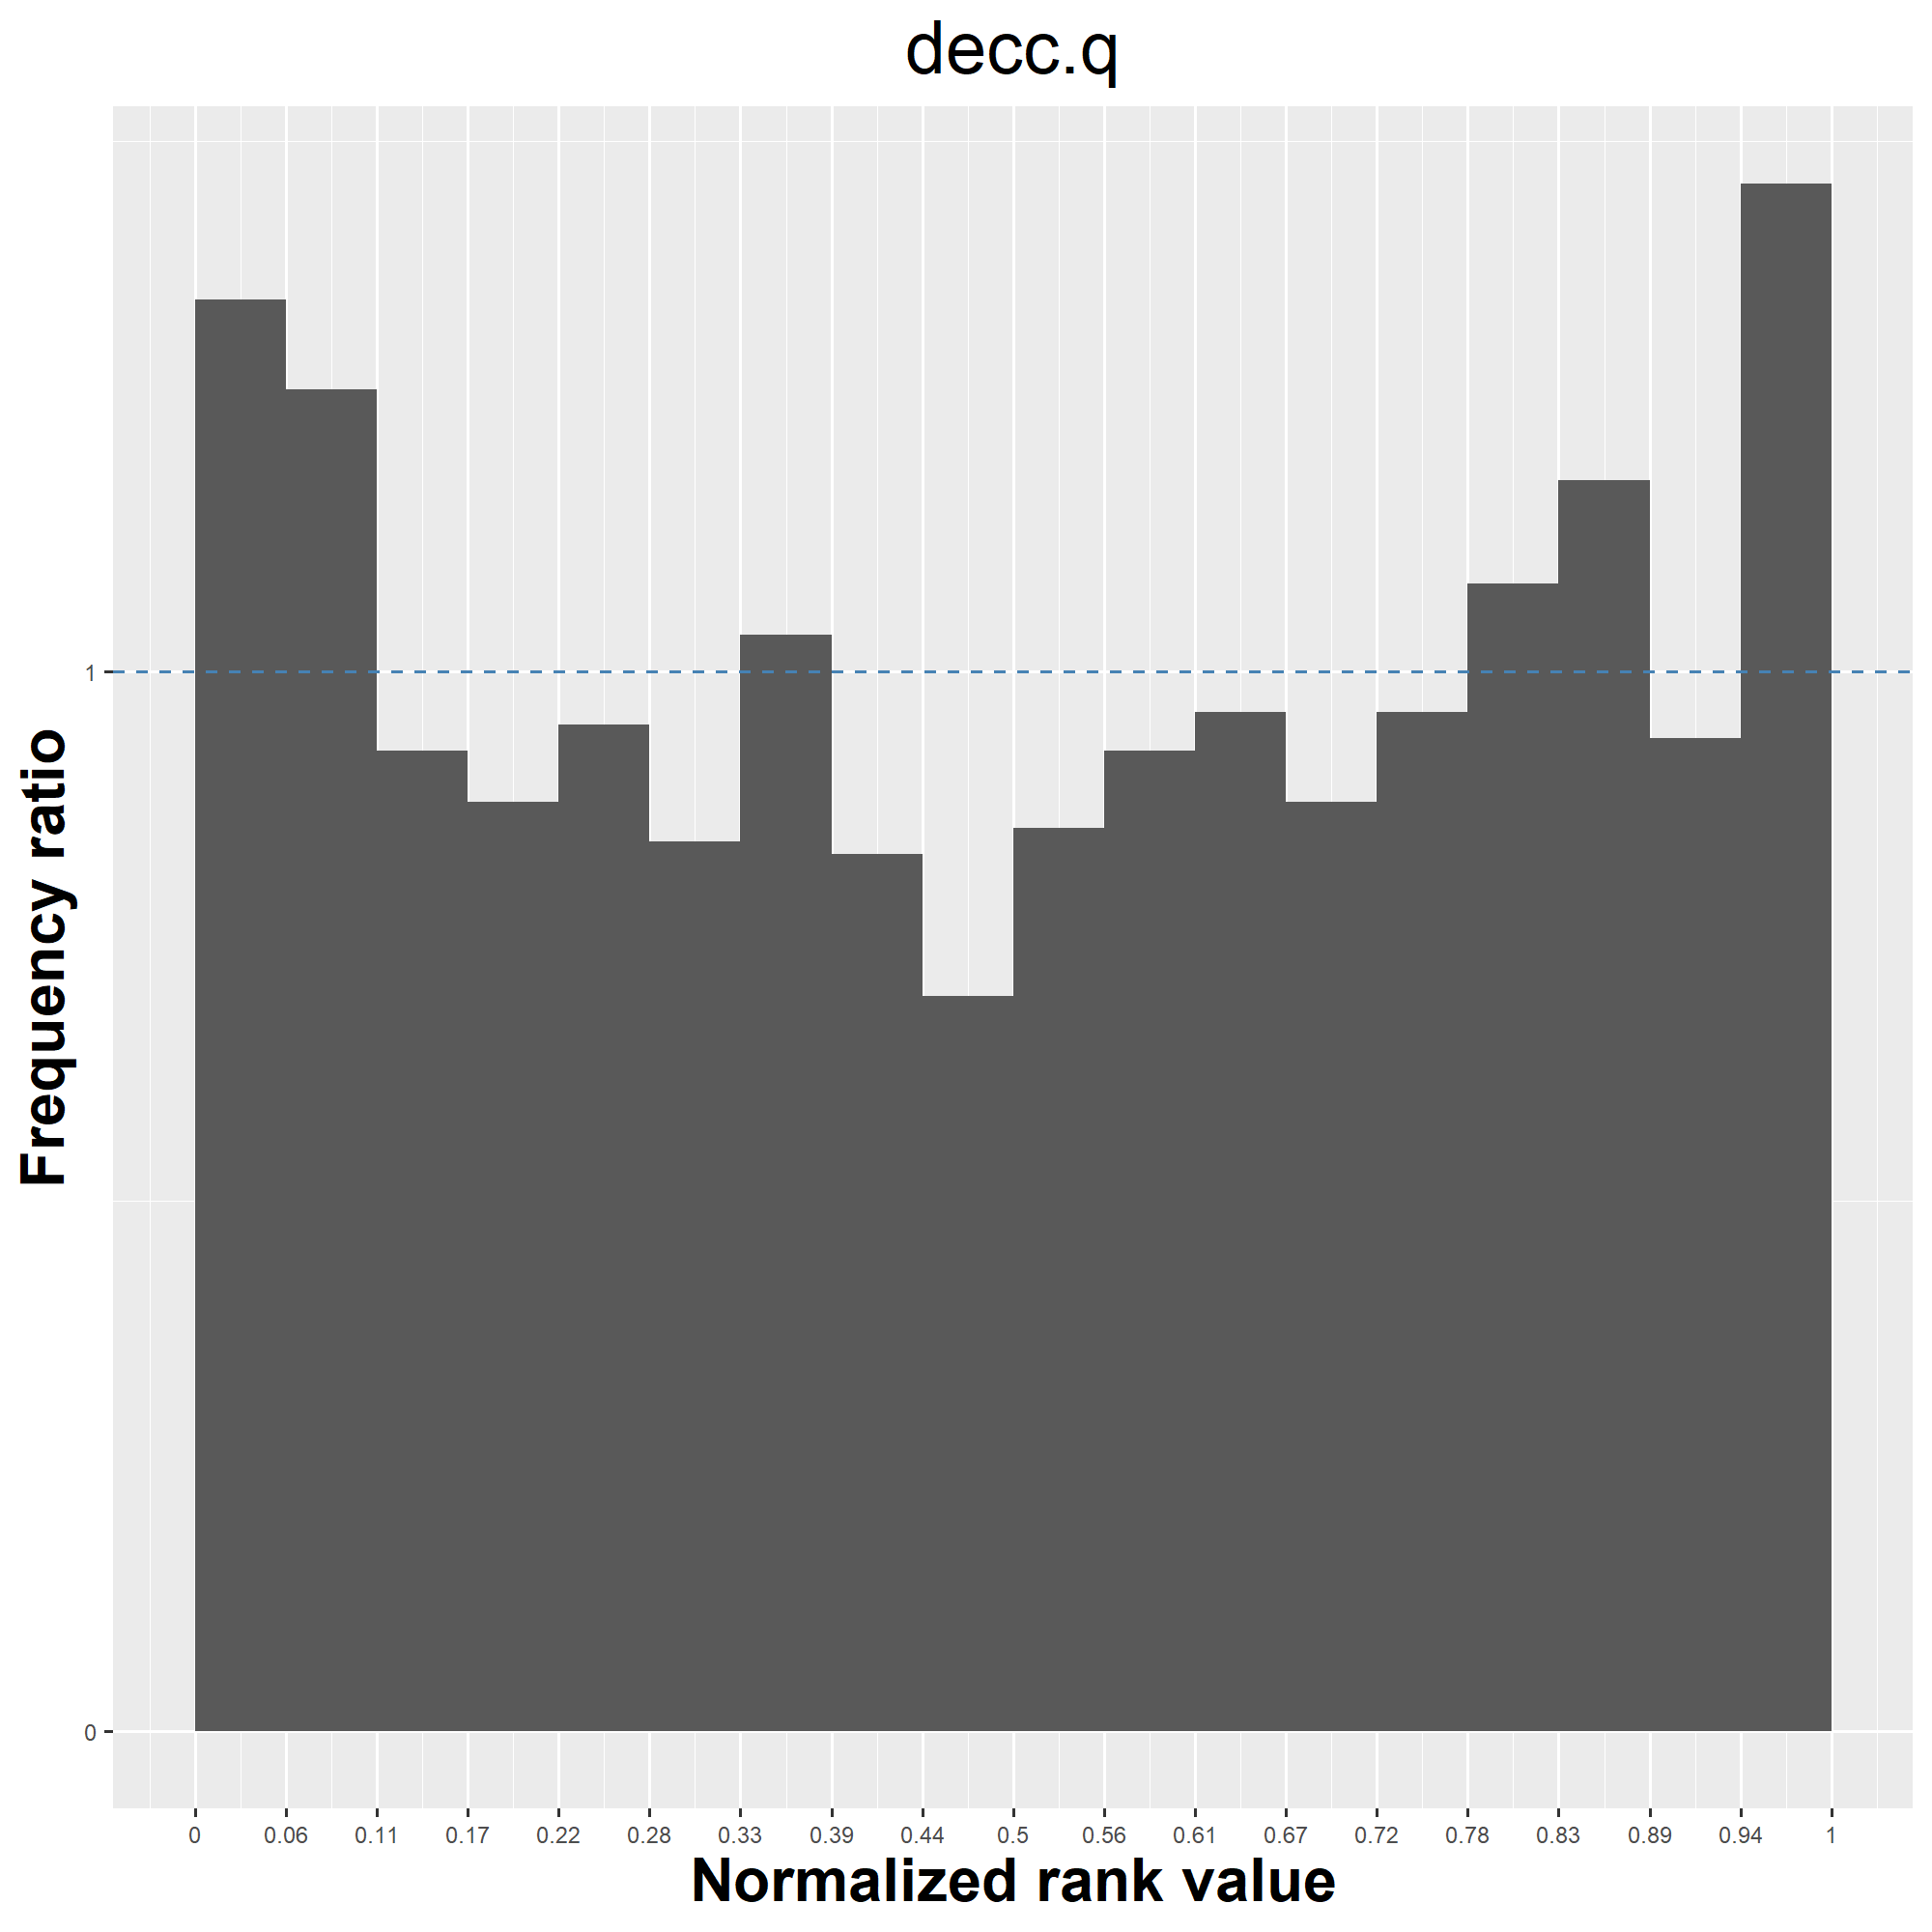 decc.q
Frequency ratio
1
0
0 0.06 0.11 0.17 0.22 0.28 0.33 0.39 0.44 0.5 0.56 0.61 0.67 0.72 0.78 0.83 0.89 0.94 1
Normalized rank value